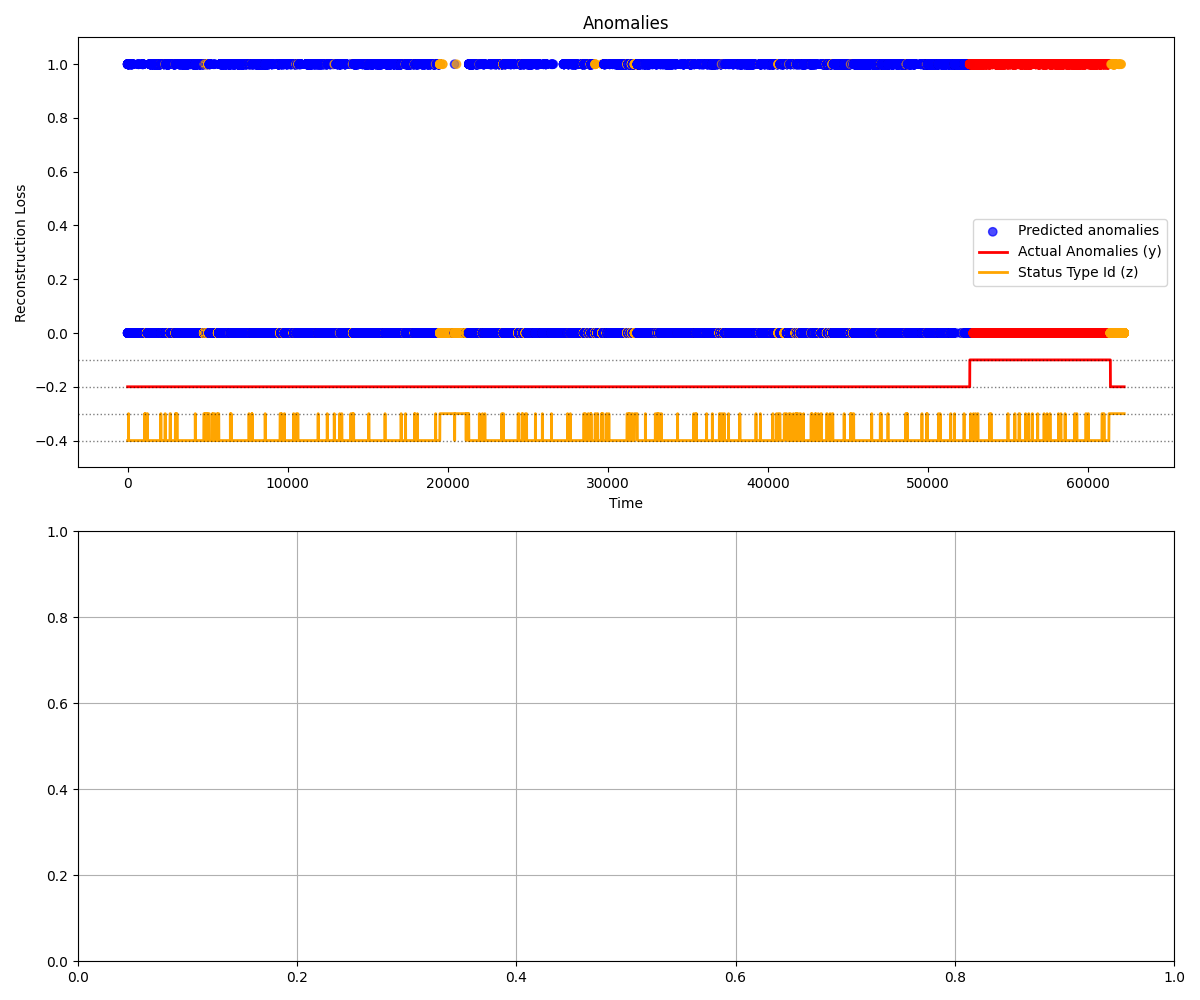 Anomalies
1.0
0.8
0.6
0.4
0.2
0.0
−0.2
−0.4
Reconstruction Loss
Predicted anomalies
Actual Anomalies (y)
Status Type Id (z)
0 10000 20000 30000 40000 50000 60000
Time
1.0
0.8
0.6
0.4
0.2
0.0
0.0 0.2 0.4 0.6 0.8 1.0